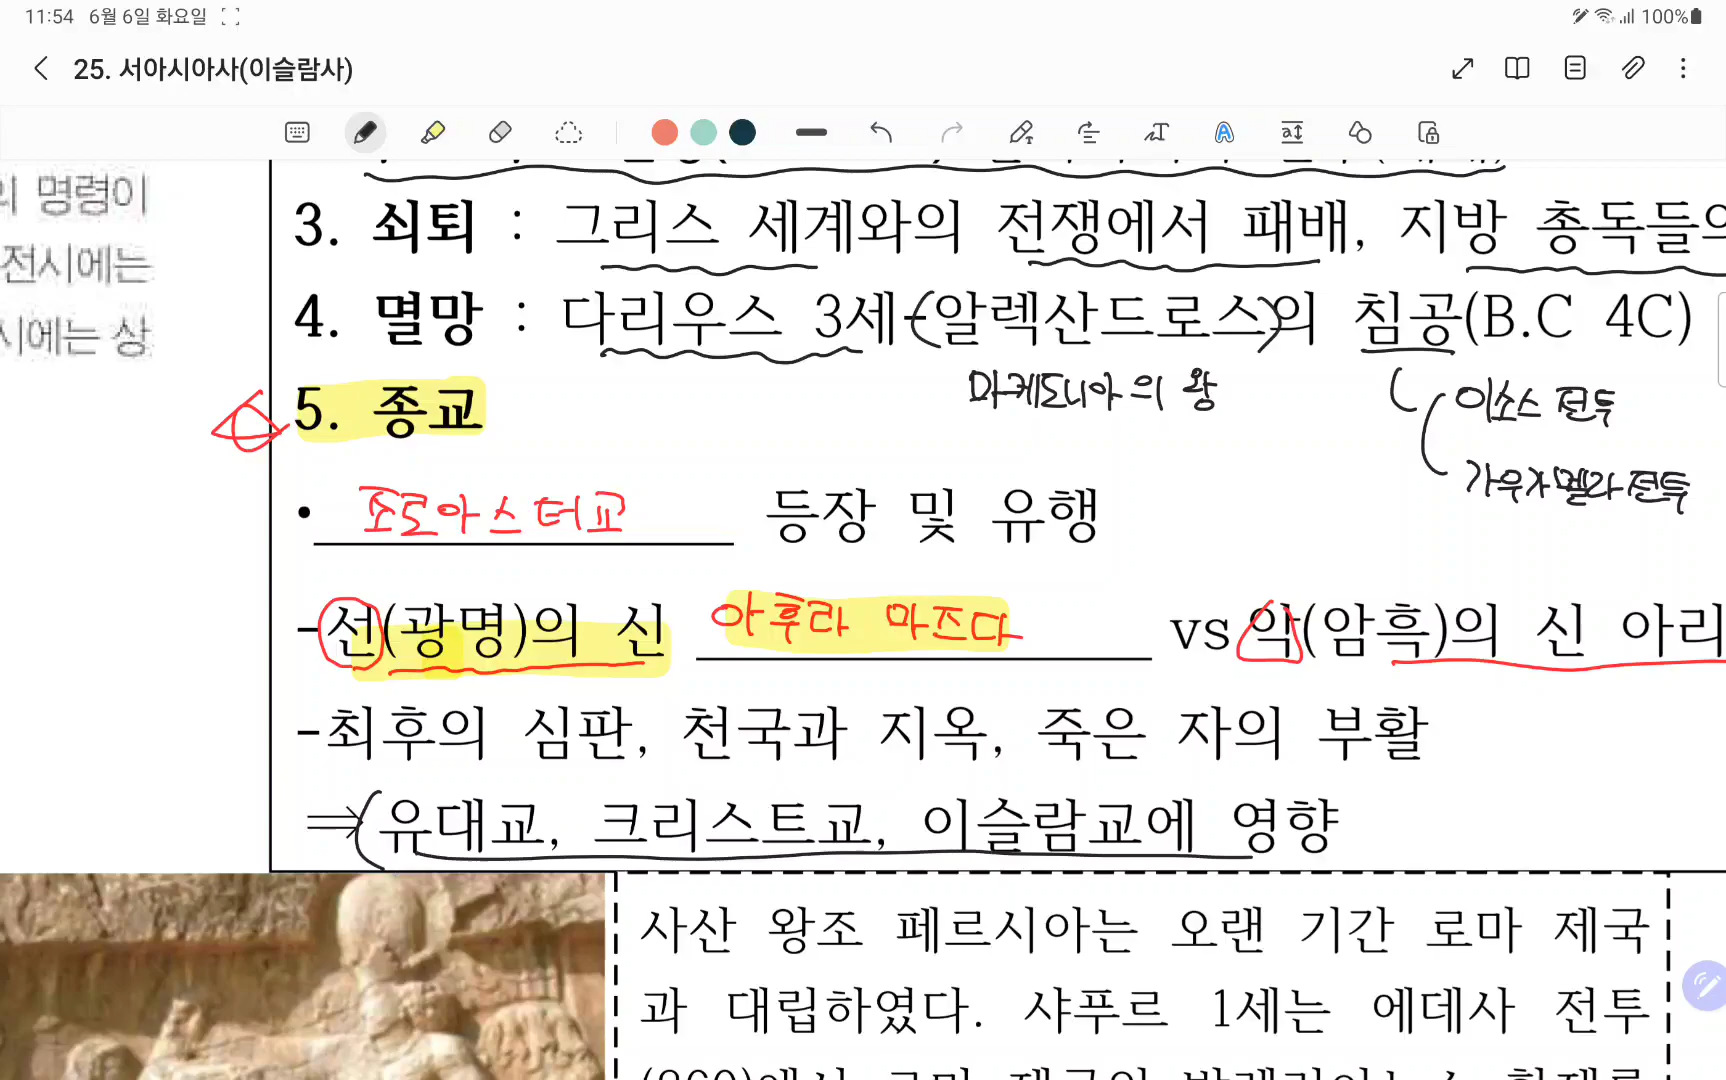 11:54 6월 6일 화요일
100%
25. 서아시아사(이슬람사)
의 명령이
전시에는
시에는 상
3. 쇠퇴 : 그리스 세계와의 전쟁에서 패배, 지방 총독들의
4. 멸망 : 다리우스 3세-(알렉산드로스)의 침공(B.C 4C)
마케도니아의 왕
이소스 전투
가우가멜라 전투
5. 종교
• 조로아스터교 등장 및 유행
-선(광명)의 신 아후라 마즈다 vs 악(암흑)의 신 아리
-최후의 심판, 천국과 지옥, 죽은 자의 부활
⇒유대교, 크리스트교, 이슬람교에 영향
사산 왕조 페르시아는 오랜 기간 로마 제국
과 대립하였다. 샤푸르 1세는 에데사 전투